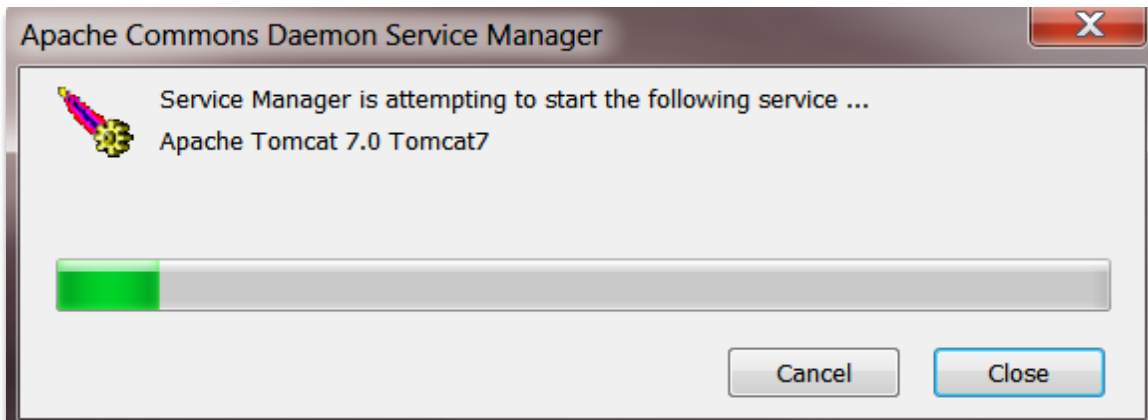 Apache Commons Daemon Service Manager
Service Manager is attempting to start the following service ...
Apache Tomcat 7.0 Tomcat7
Cancel
Close